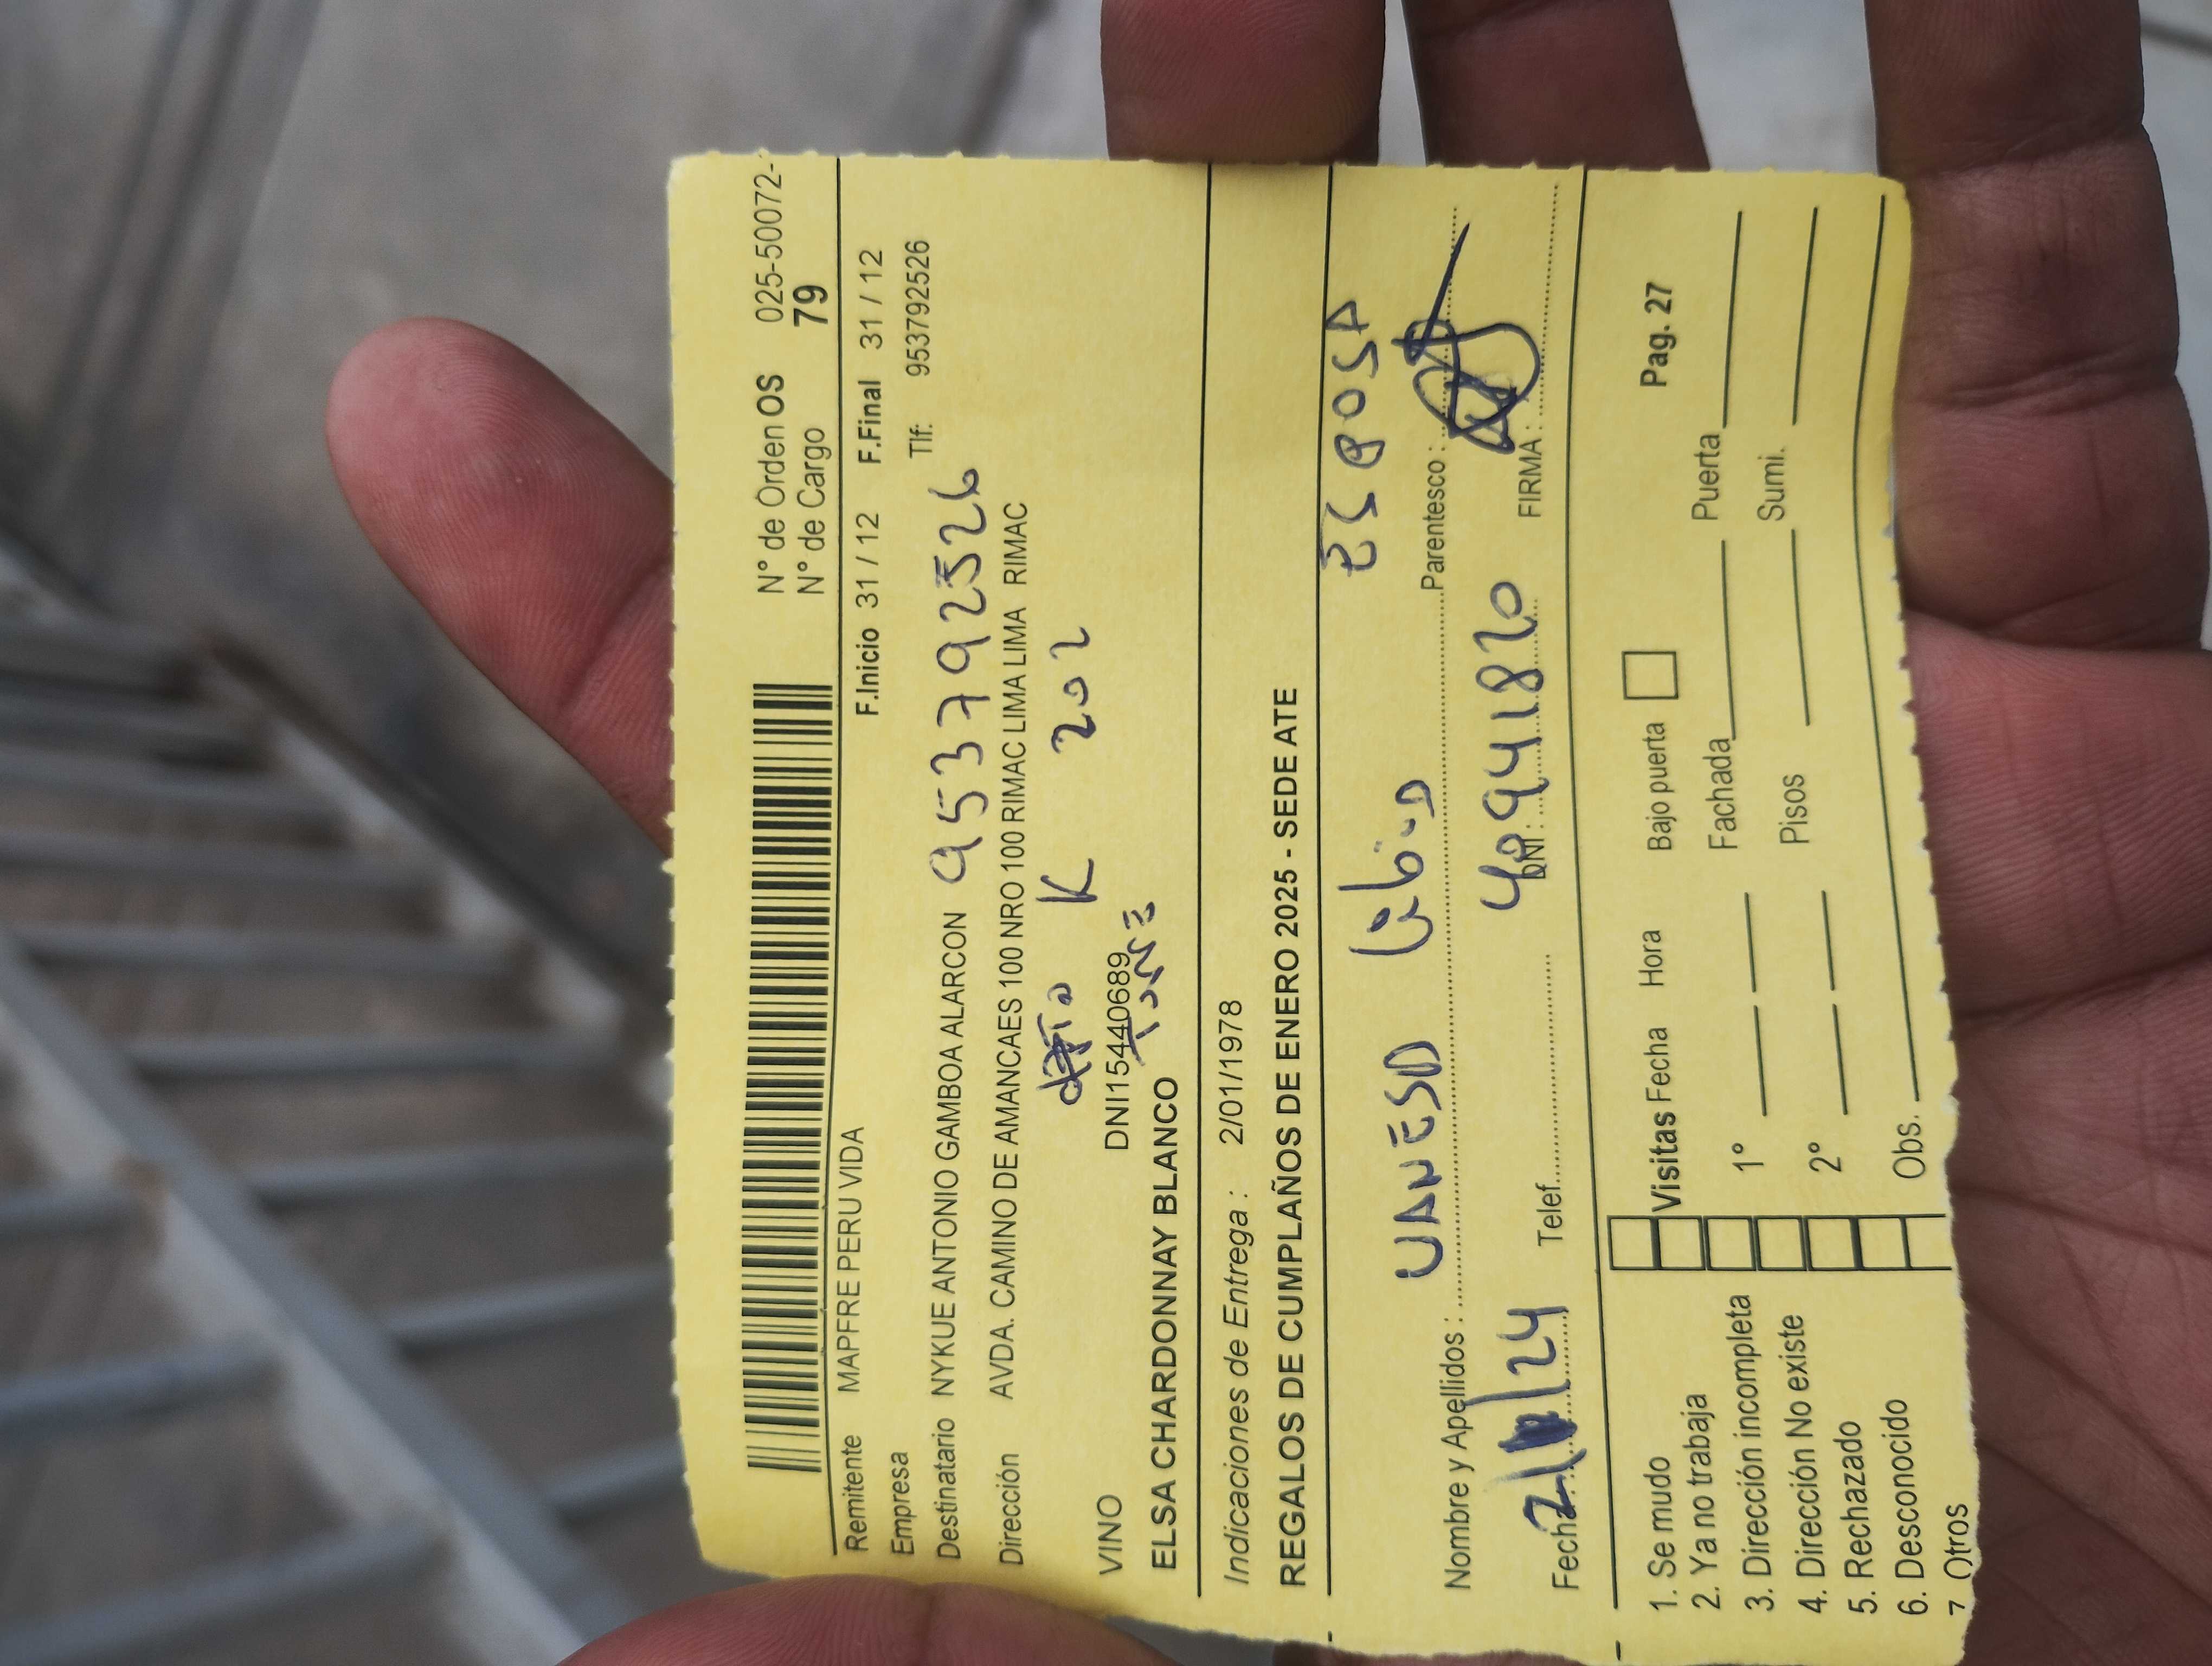 N° de Orden OS 025-50072-
N° de Cargo 79
Remitente MAPFRE PERU VIDA F.Inicio 31 / 12 F.Final 31 / 12
Empresa Tlf: 953792526
Destinatario NYKUE ANTONIO GAMBOA ALARCON 953792526
Dirección AVDA. CAMINO DE AMANCAES 100 NRO 100 RIMAC LIMA LIMA RIMAC
K 202
VINO DNI15440689
ELSA CHARDONNAY BLANCO
Indicaciones de Entrega : 2/01/1978
REGALOS DE CUMPLAÑOS DE ENERO 2025 - SEDE ATE
ESPOSA
Nombre y Apellidos : VANESA Parentesco :
Fecha: Telef. DNI: 40941820 FIRMA :
1. Se mudo
2. Ya no trabaja
3. Dirección incompleta
4. Dirección No existe
5. Rechazado
6. Desconocido
7 Otros
Visitas Fecha Hora Bajo puerta Pag. 27
1° Fachada Puerta
2° Pisos Sumi.
Obs.